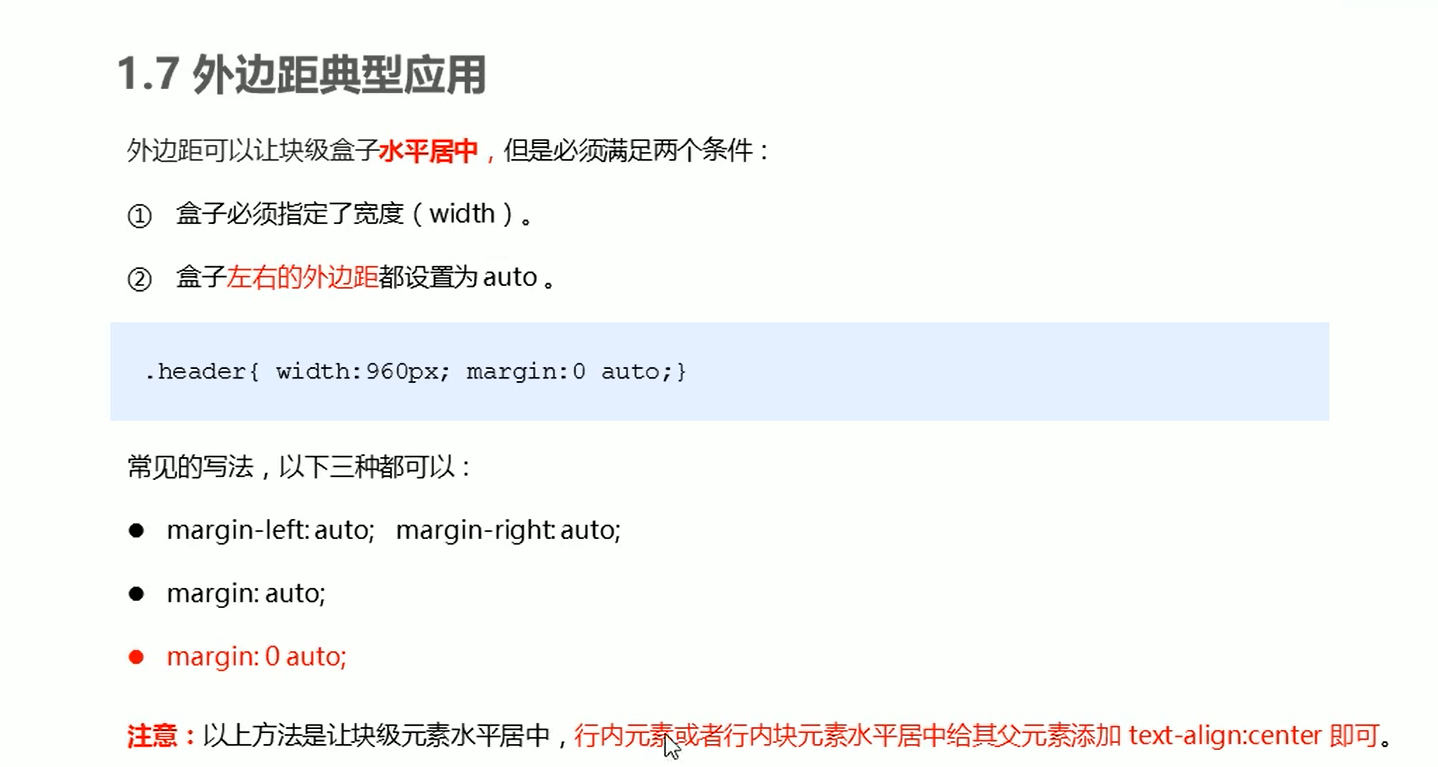 1.7 外边距典型应用
外边距可以让块级盒子水平居中，但是必须满足两个条件：
① 盒子必须指定了宽度（width）。
② 盒子左右的外边距都设置为 auto 。
.header{ width:960px; margin:0 auto;}
常见的写法，以下三种都可以：
● margin-left: auto; margin-right: auto;
● margin: auto;
● margin: 0 auto;
注意：以上方法是让块级元素水平居中，行内元素或者行内块元素水平居中给其父元素添加 text-align:center 即可。